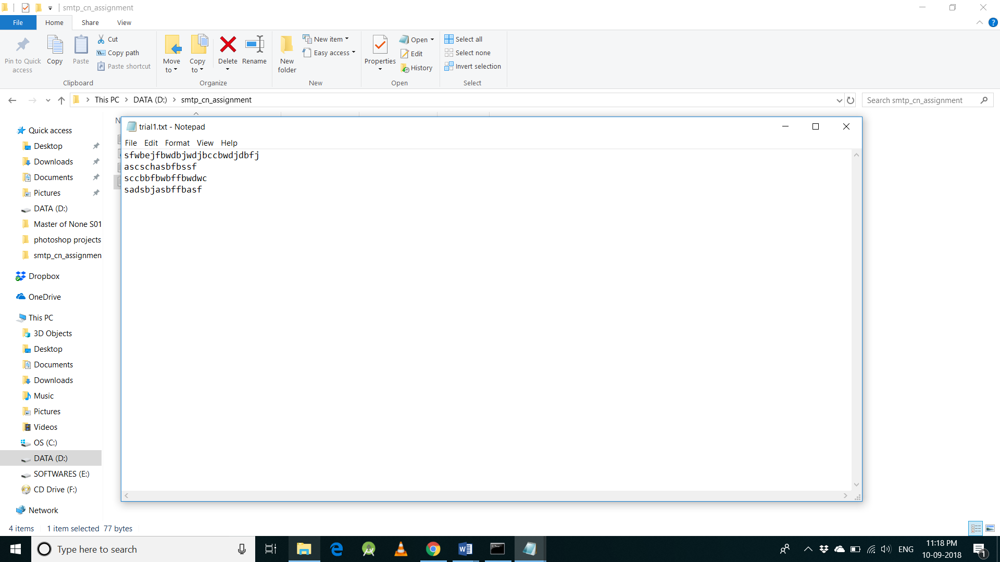 smtp_cn_assignment
File Home Share View
Pin to Quick access
Copy
Paste
Cut
Copy path
Paste shortcut
Clipboard
Move to
Copy to
Delete
Rename
Organize
New folder
New item
Easy access
New
Properties
Open
Edit
History
Open
Select all
Select none
Invert selection
Select
This PC DATA (D:) smtp_cn_assignment
Search smtp_cn_assignment
N
trial1.txt - Notepad
File Edit Format View Help
sfwbejfbwdbjwdjbccbwdjdbfj
ascschasbfbssf
sccbbfbwbffbwdwc
sadsbjasbffbasf
Quick access
Desktop
Downloads
Documents
Pictures
DATA (D:)
Master of None S01
photoshop projects
smtp_cn_assignmen
Dropbox
OneDrive
This PC
3D Objects
Desktop
Documents
Downloads
Music
Pictures
Videos
OS (C:)
DATA (D:)
SOFTWARES (E:)
CD Drive (F:)
Network
4 items 1 item selected 77 bytes
Type here to search
ENG
11:18 PM
10-09-2018
1